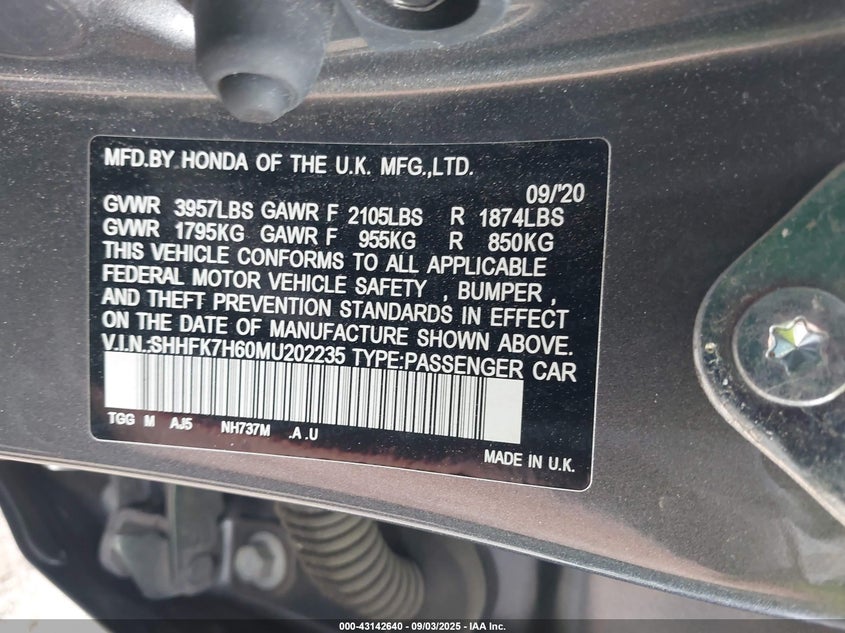 MFD.BY HONDA OF THE U.K. MFG.,LTD.
09/'20
GVWR 3957LBS GAWR F 2105LBS R 1874LBS
GVWR 1795KG GAWR F 955KG R 850KG
THIS VEHICLE CONFORMS TO ALL APPLICABLE
FEDERAL MOTOR VEHICLE SAFETY , BUMPER ,
AND THEFT PREVENTION STANDARDS IN EFFECT
ON THE DATE OF MANUFACTURE SHOWN ABOVE.
V.I.N.:SHHFK7H60MU202235 TYPE:PASSENGER CAR
TGG M AJ5 NH737M .A .U
MADE IN U.K.
000-43142640 - 09/03/2025 - IAA Inc.